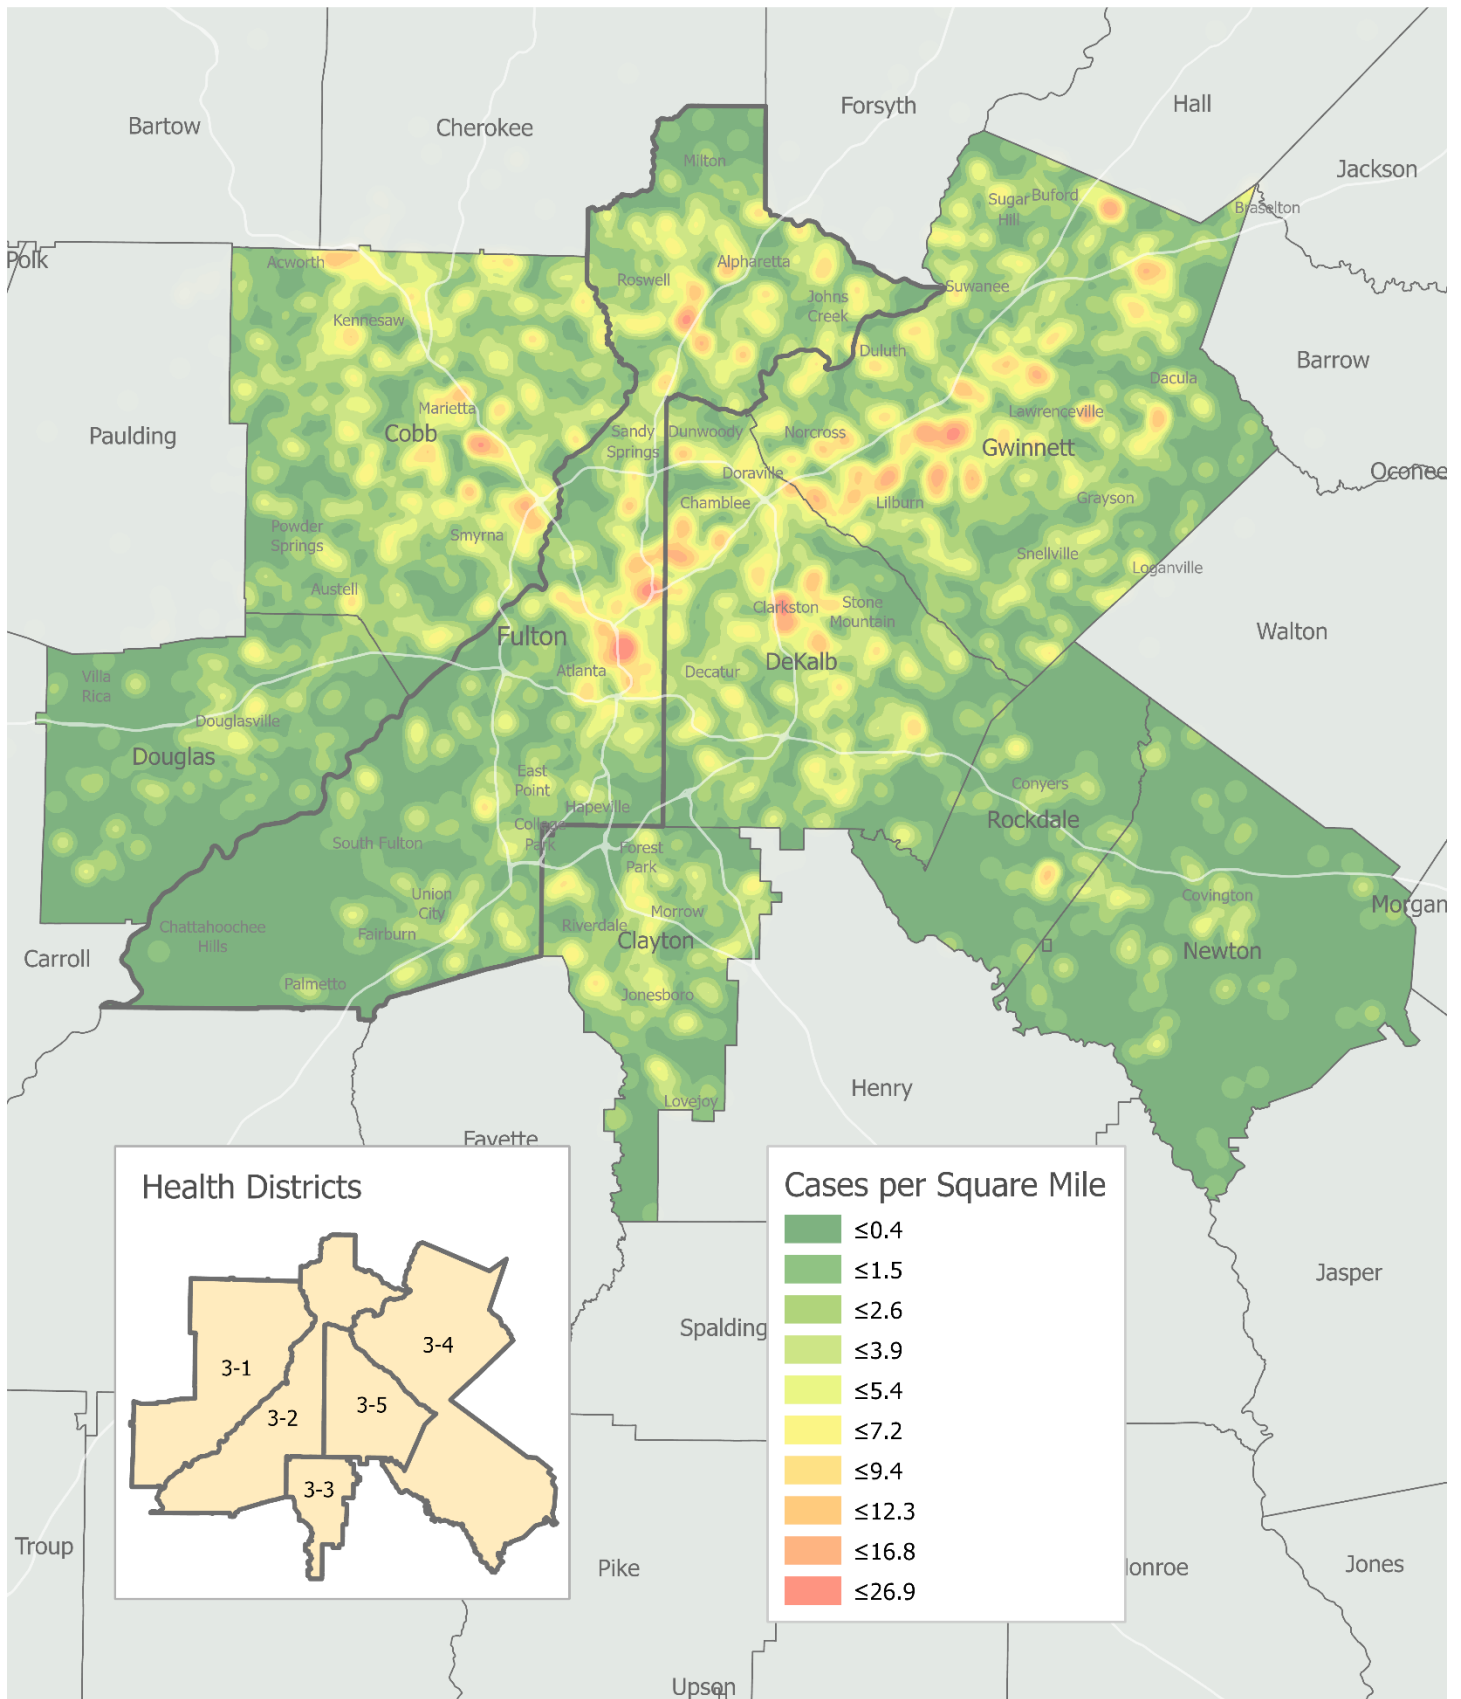 Bartow
Cherokee
Forsyth
Hall
Jackson
Milton
Sugar
Hill
Buford
Braselton
Polk
Acworth
Roswell
Alpharetta
Johns
Creek
Suwanee
Kennesaw
Duluth
Barrow
Dacula
Paulding
Marietta
Cobb
Sandy
Springs
Dunwoody
Norcross
Lawrenceville
Gwinnett
Oconee
Doraville
Chamblee
Lilburn
Grayson
Powder
Springs
Smyrna
Snellville
Loganville
Austell
Clarkston
Stone
Mountain
Walton
Fulton
Atlanta
Decatur
DeKalb
Villa
Rica
Douglasville
Douglas
East
Point
Hapeville
College
Park
Conyers
Rockdale
South Fulton
Forest
Park
Union
City
Morrow
Covington
Morgan
Chattahoochee
Hills
Fairburn
Riverdale
Clayton
Newton
Carroll
Palmetto
Jonesboro
Henry
Lovejoy
Fayette
Health Districts
3-1
3-2
3-3
3-4
3-5
Cases per Square Mile
≤0.4
≤1.5
≤2.6
≤3.9
≤5.4
≤7.2
≤9.4
≤12.3
≤16.8
≤26.9
Jasper
Spalding
Troup
Pike
onroe
Jones
Upson